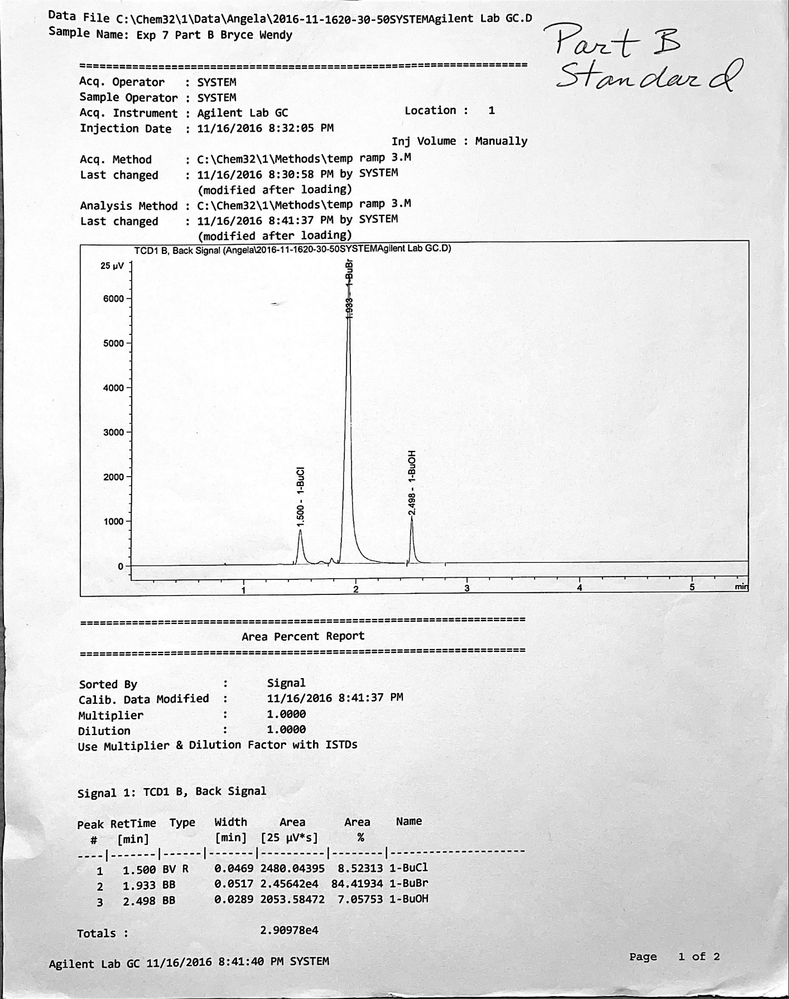 Data File C:\Chem32\1\Data\Angela\2016-11-1620-30-50SYSTEMAgilent Lab GC.D
Sample Name: Exp 7 Part B Bryce Wendy
Part B
Standard
=====================================================================
Acq. Operator   : SYSTEM
Sample Operator : SYSTEM
Acq. Instrument : Agilent Lab GC                  Location :   1
Injection Date  : 11/16/2016 8:32:05 PM
Inj Volume : Manually
Acq. Method     : C:\Chem32\1\Methods\temp ramp 3.M
Last changed    : 11/16/2016 8:30:58 PM by SYSTEM
(modified after loading)
Analysis Method : C:\Chem32\1\Methods\temp ramp 3.M
Last changed    : 11/16/2016 8:41:37 PM by SYSTEM
(modified after loading)
TCD1 B, Back Signal (Angela\2016-11-1620-30-50SYSTEMAgilent Lab GC.D)
25 µV
6000
5000
4000
3000
2000
1000
0
1.500 - 1-BuCl
1.933 - 1-BuBr
2.498 - 1-BuOH
1 2 3 4 5 min
=====================================================================
Area Percent Report
=====================================================================
Sorted By             :      Signal
Calib. Data Modified  :      11/16/2016 8:41:37 PM
Multiplier            :      1.0000
Dilution              :      1.0000
Use Multiplier & Dilution Factor with ISTDs
Signal 1: TCD1 B, Back Signal
Peak RetTime  Type   Width      Area      Area      Name
#   [min]          [min]  [25 µV*s]      %
----|-------|------|-------|----------|--------|---------------------
1   1.500 BV R    0.0469 2480.04395  8.52313 1-BuCl
2   1.933 BB      0.0517 2.45642e4  84.41934 1-BuBr
3   2.498 BB      0.0289 2053.58472  7.05753 1-BuOH
Totals :                    2.90978e4
Agilent Lab GC 11/16/2016 8:41:40 PM SYSTEM
Page   1 of 2